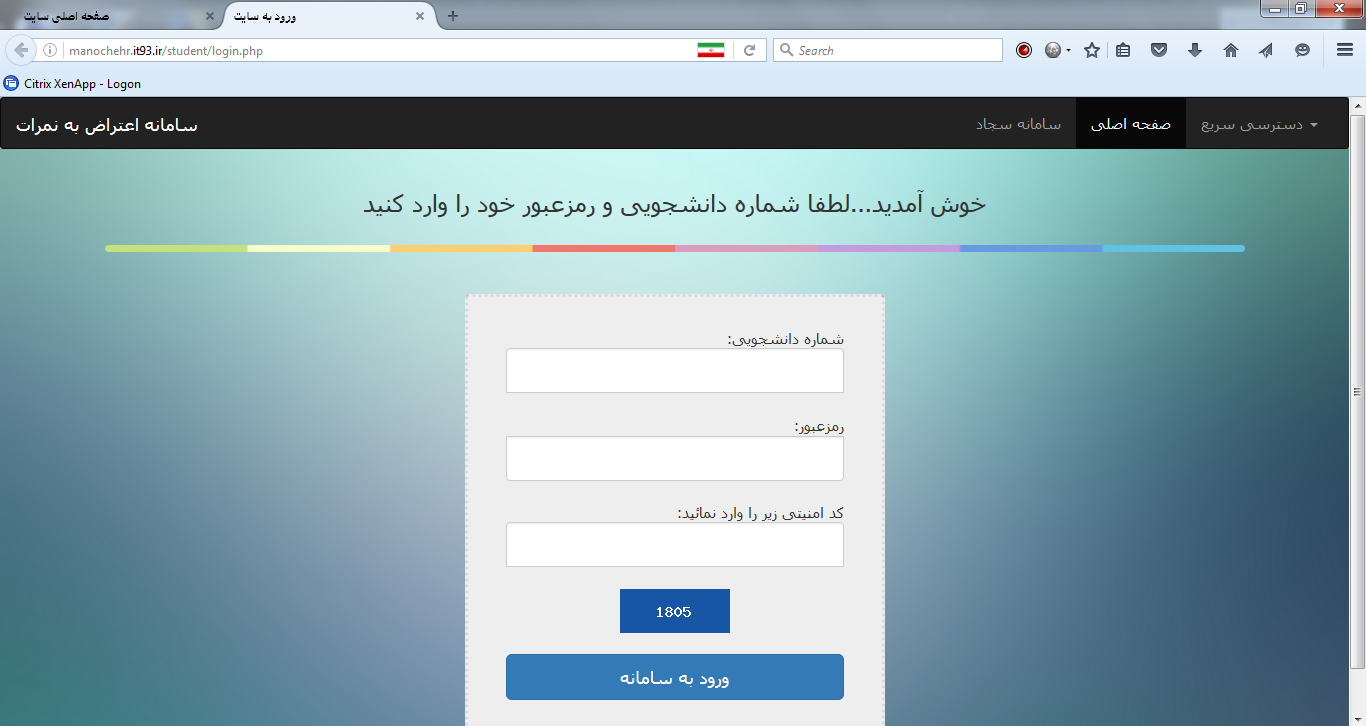 صفحه اصلی سایت
ورود به سایت
manochehr.it93.ir/student/login.php
Search
Citrix XenApp - Logon
سامانه اعتراض به نمرات
دسترسی سریع
صفحه اصلی
سامانه سجاد
خوش آمدید...لطفا شماره دانشجویی و رمزعبور خود را وارد کنید
شماره دانشجویی:
رمزعبور:
کد امنیتی زیر را وارد نمائید:
1805
ورود به سامانه